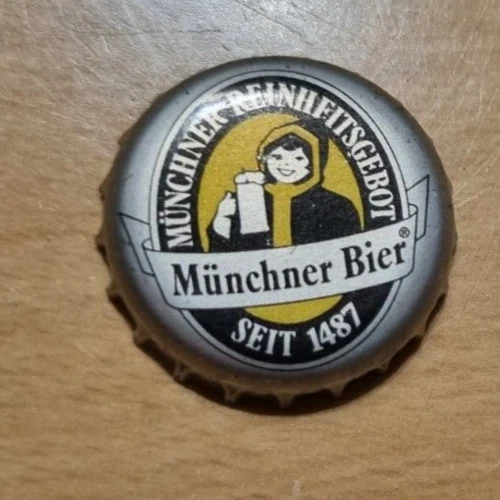 MÜNCHNER REINHEITSGEBOT
Münchner Bier®
SEIT 1487